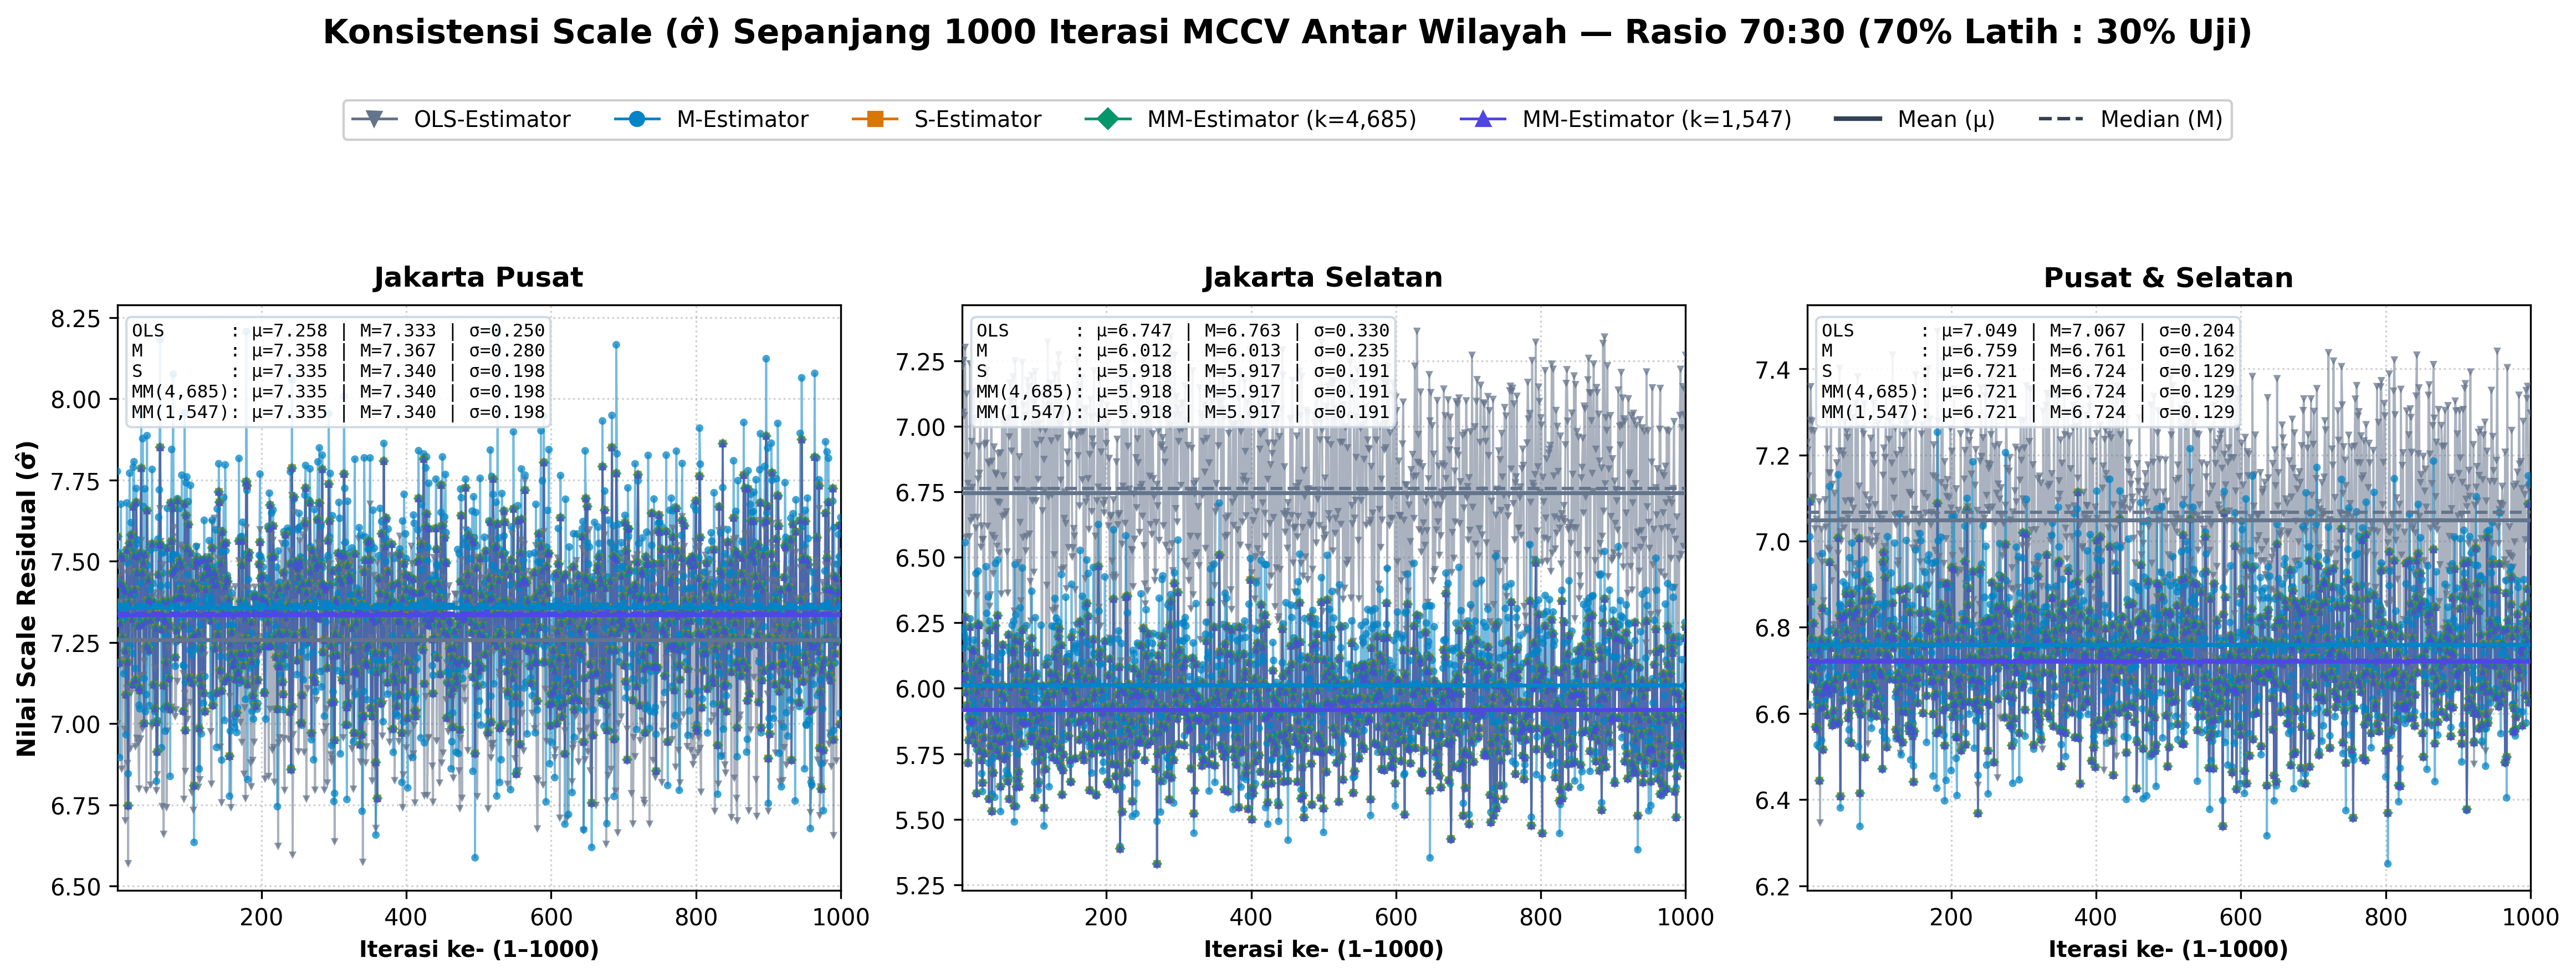 Konsistensi Scale (σ̂) Sepanjang 1000 Iterasi MCCV Antar Wilayah — Rasio 70:30 (70% Latih : 30% Uji)
OLS-Estimator M-Estimator S-Estimator MM-Estimator (k=4,685) MM-Estimator (k=1,547) Mean (μ) Median (M)
Jakarta Pusat
OLS : μ=7.258 | M=7.333 | σ=0.250
M : μ=7.358 | M=7.367 | σ=0.280
S : μ=7.335 | M=7.340 | σ=0.198
MM(4,685): μ=7.335 | M=7.340 | σ=0.198
MM(1,547): μ=7.335 | M=7.340 | σ=0.198
Nilai Scale Residual (σ̂)
8.25
8.00
7.75
7.50
7.25
7.00
6.75
6.50
200 400 600 800 1000
Iterasi ke- (1–1000)
Jakarta Selatan
OLS : μ=6.747 | M=6.763 | σ=0.330
M : μ=6.012 | M=6.013 | σ=0.235
S : μ=5.918 | M=5.917 | σ=0.191
MM(4,685): μ=5.918 | M=5.917 | σ=0.191
MM(1,547): μ=5.918 | M=5.917 | σ=0.191
7.25
7.00
6.75
6.50
6.25
6.00
5.75
5.50
5.25
200 400 600 800 1000
Iterasi ke- (1–1000)
Pusat & Selatan
OLS : μ=7.049 | M=7.067 | σ=0.204
M : μ=6.759 | M=6.761 | σ=0.162
S : μ=6.721 | M=6.724 | σ=0.129
MM(4,685): μ=6.721 | M=6.724 | σ=0.129
MM(1,547): μ=6.721 | M=6.724 | σ=0.129
7.4
7.2
7.0
6.8
6.6
6.4
6.2
200 400 600 800 1000
Iterasi ke- (1–1000)